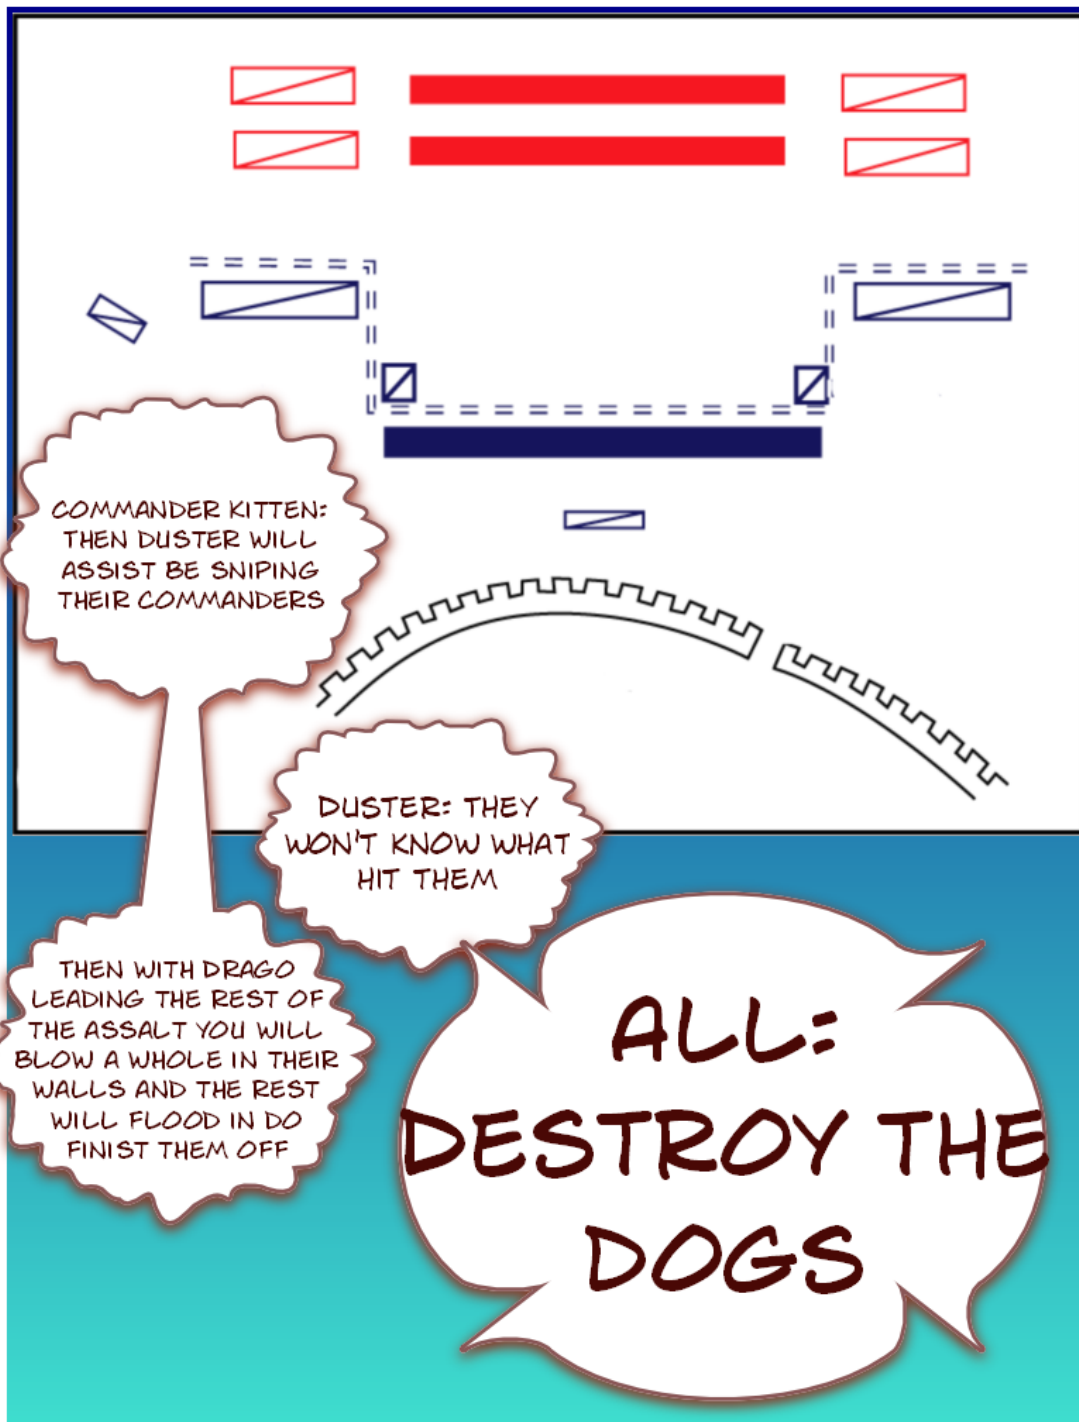 COMMANDER KITTEN:
THEN DUSTER WILL
ASSIST BE SNIPING
THEIR COMMANDERS
DUSTER: THEY
WON'T KNOW WHAT
HIT THEM
THEN WITH DRAGO
LEADING THE REST OF
THE ASSALT YOU WILL
BLOW A WHOLE IN THEIR
WALLS AND THE REST
WILL FLOOD IN DO
FINIST THEM OFF
ALL:
DESTROY THE
DOGS